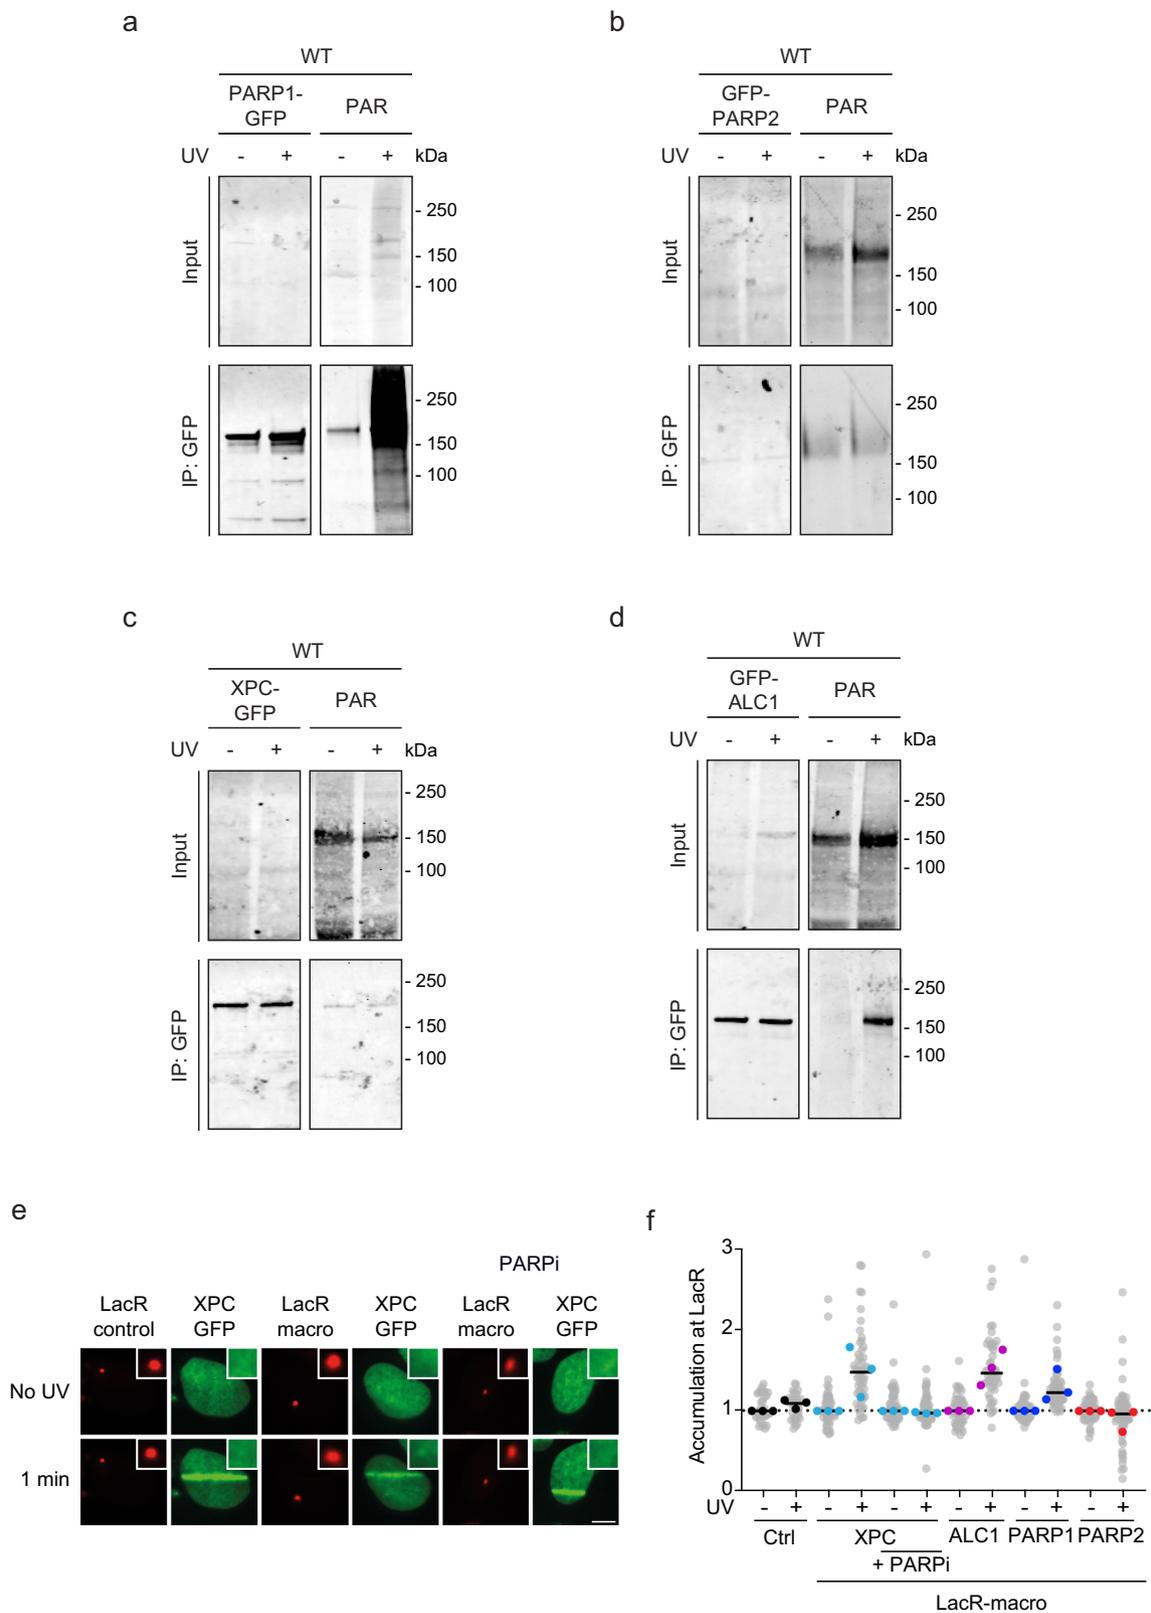 a
WT
PARP1-
GFP
PAR
UV - + - + kDa
Input
- 250
- 150
- 100
IP: GFP
- 250
- 150
- 100
b
WT
GFP-
PARP2
PAR
UV - + - + kDa
Input
- 250
- 150
- 100
IP: GFP
- 250
- 150
- 100
c
WT
XPC-
GFP
PAR
UV - + - + kDa
Input
- 250
- 150
- 100
IP: GFP
- 250
- 150
- 100
d
WT
GFP-
ALC1
PAR
UV - + - + kDa
Input
- 250
- 150
- 100
IP: GFP
- 250
- 150
- 100
e
PARPi
LacR XPC LacR XPC LacR XPC
control GFP macro GFP macro GFP
No UV
1 min
f
Accumulation at LacR
3
2
1
0
UV - + - + - + - + - + - +
Ctrl XPC ALC1 PARP1 PARP2
+ PARPi
LacR-macro